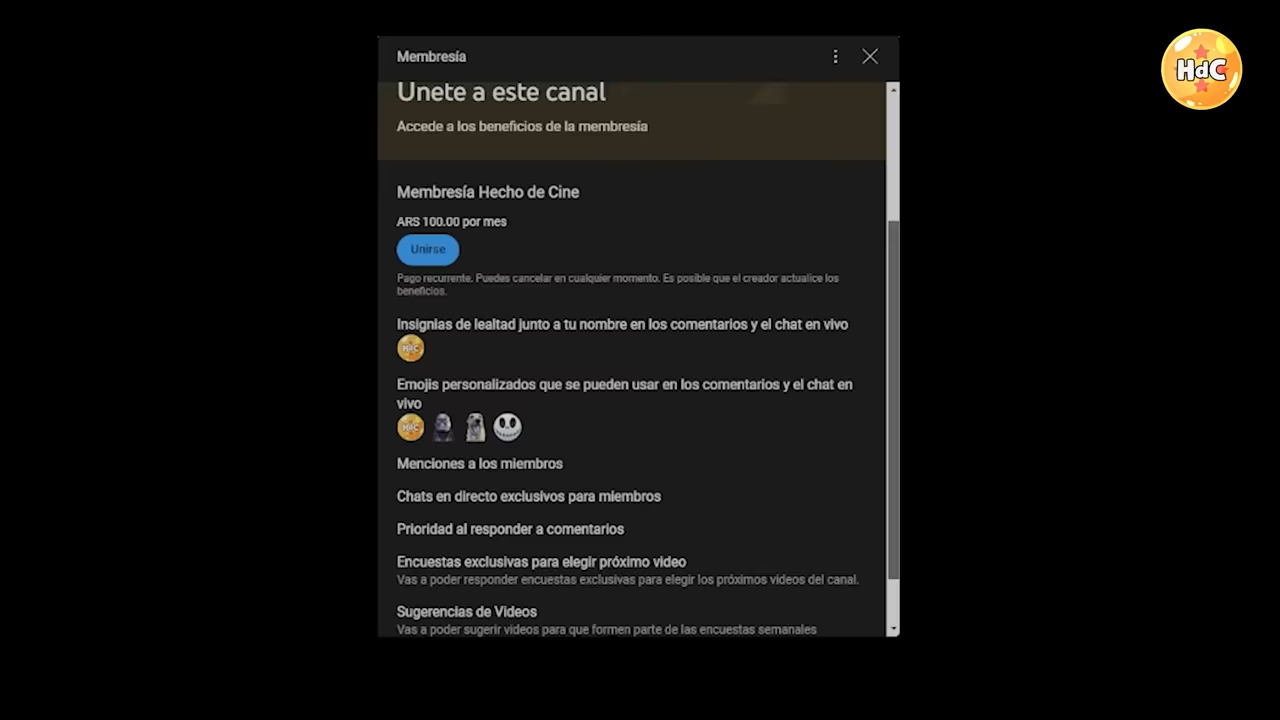 Membresía
HdC
Unete a este canal
Accede a los beneficios de la membresía
Membresía Hecho de Cine
ARS 100.00 por mes
Unirse
Pago recurrente. Puedes cancelar en cualquier momento. Es posible que el creador actualice los
beneficios.
Insignias de lealtad junto a tu nombre en los comentarios y el chat en vivo
HdC
Emojis personalizados que se pueden usar en los comentarios y el chat en
vivo
HdC
Menciones a los miembros
Chats en directo exclusivos para miembros
Prioridad al responder a comentarios
Encuestas exclusivas para elegir próximo video
Vas a poder responder encuestas exclusivas para elegir los próximos videos del canal.
Sugerencias de Videos
Vas a poder sugerir videos para que formen parte de las encuestas semanales